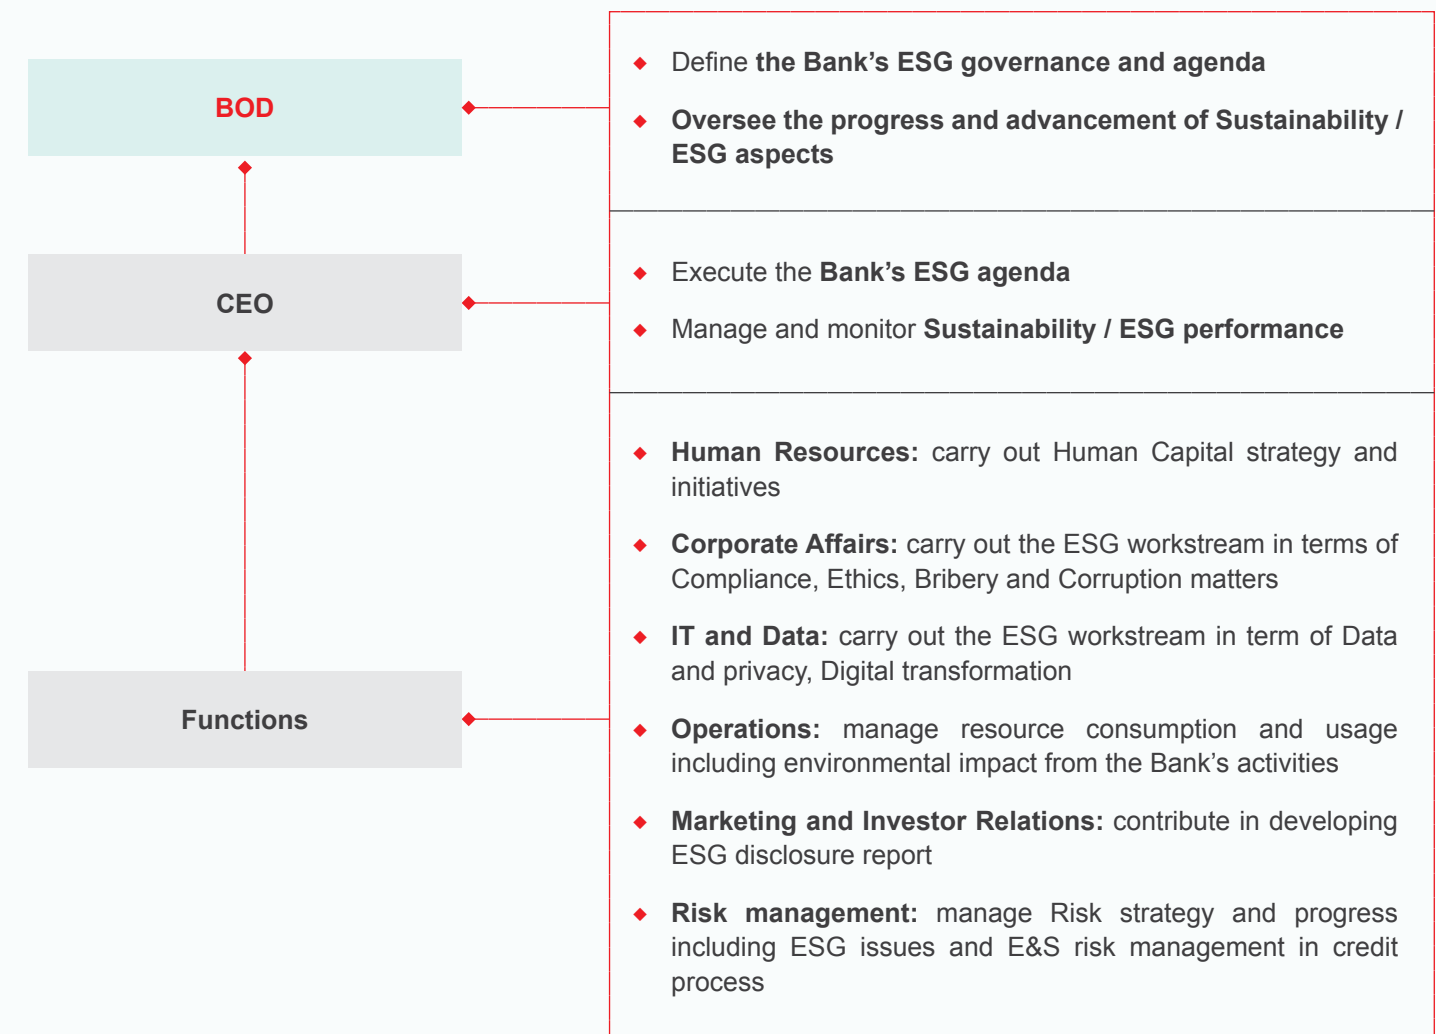 BOD
Define the Bank’s ESG governance and agenda
Oversee the progress and advancement of Sustainability /
ESG aspects
CEO
Execute the Bank’s ESG agenda
Manage and monitor Sustainability / ESG performance
Functions
Human Resources: carry out Human Capital strategy and
initiatives
Corporate Affairs: carry out the ESG workstream in terms of
Compliance, Ethics, Bribery and Corruption matters
IT and Data: carry out the ESG workstream in term of Data
and privacy, Digital transformation
Operations: manage resource consumption and usage
including environmental impact from the Bank’s activities
Marketing and Investor Relations: contribute in developing
ESG disclosure report
Risk management: manage Risk strategy and progress
including ESG issues and E&S risk management in credit
process